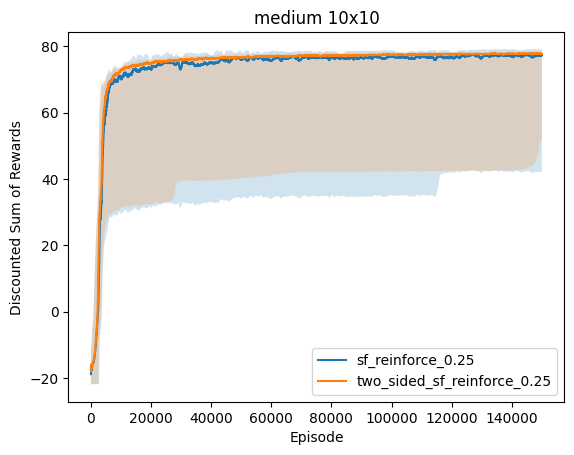 medium 10x10
Discounted Sum of Rewards
80
60
40
20
0
−20
0
20000
40000
60000
80000
100000
120000
140000
Episode
sf_reinforce_0.25
two_sided_sf_reinforce_0.25